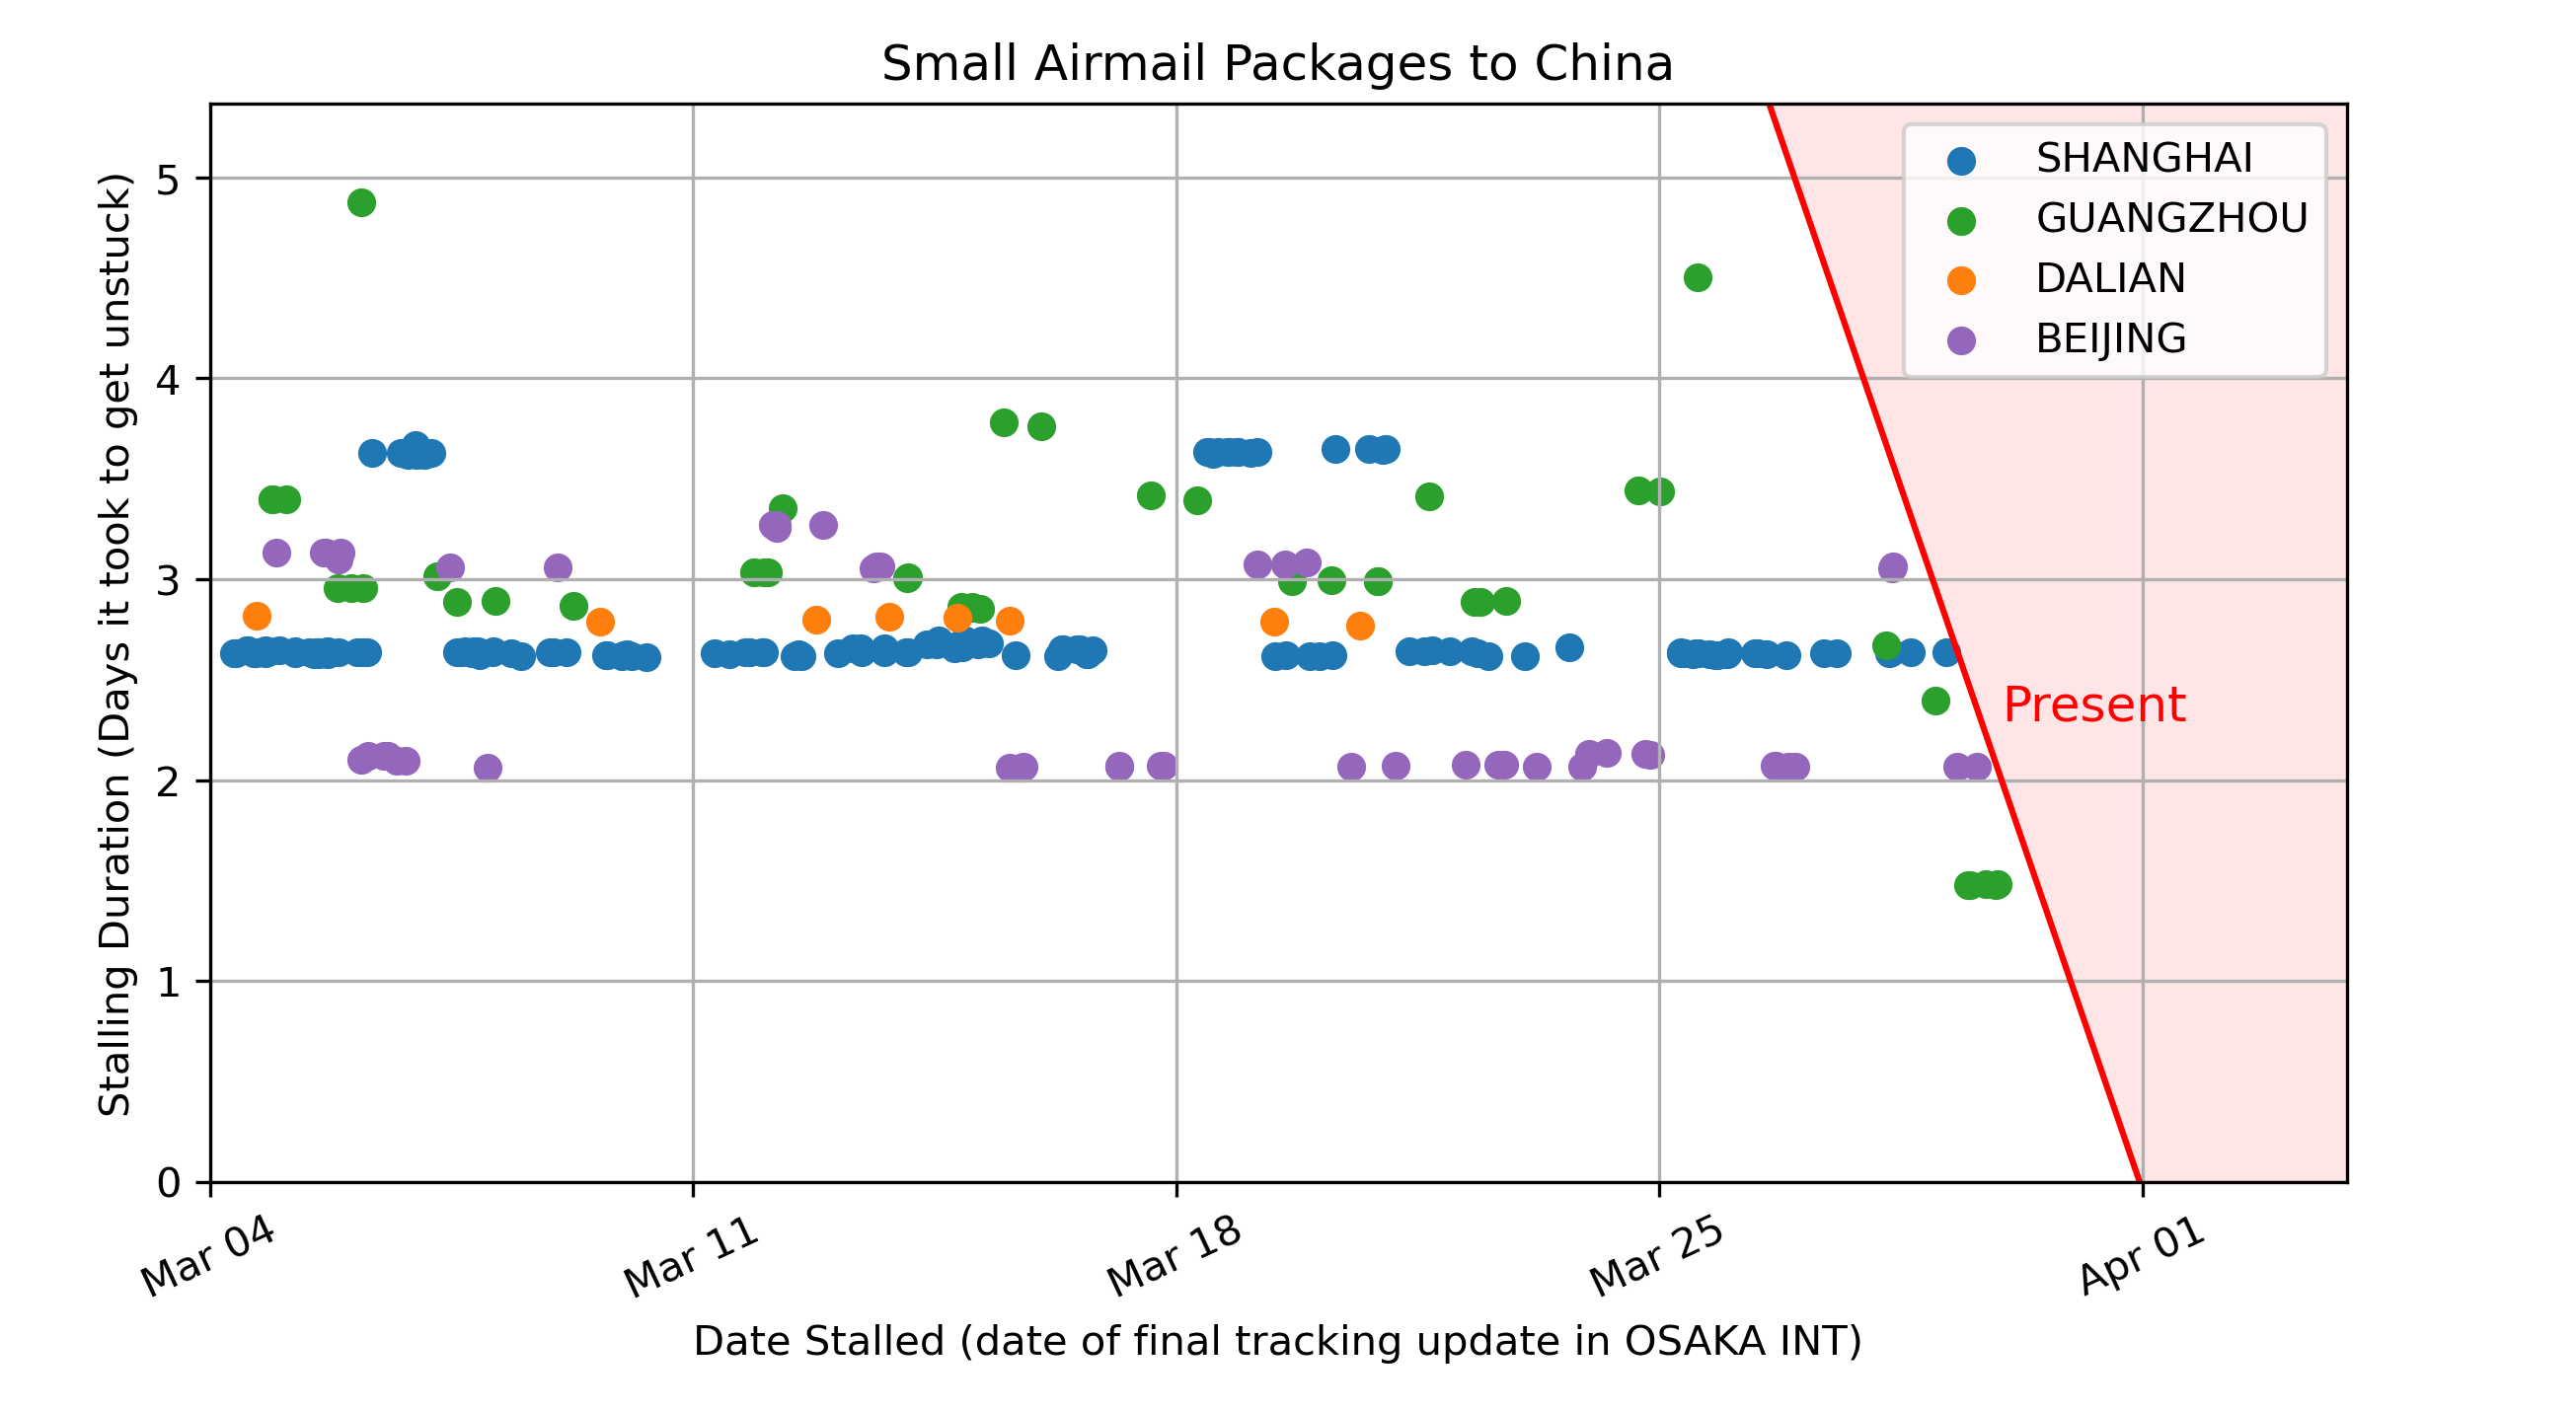 Small Airmail Packages to China
Stalling Duration (Days it took to get unstuck)
5
4
3
2
1
0
SHANGHAI
GUANGZHOU
DALIAN
BEIJING
Present
Mar 04
Mar 11
Mar 18
Mar 25
Apr 01
Date Stalled (date of final tracking update in OSAKA INT)